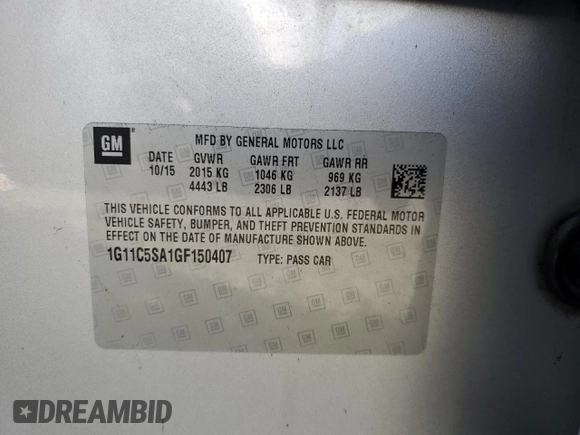 GM
MFD BY GENERAL MOTORS LLC
DATE GVWR GAWR FRT GAWR RR
10/15 2015 KG 1046 KG 969 KG
4443 LB 2306 LB 2137 LB
THIS VEHICLE CONFORMS TO ALL APPLICABLE U.S. FEDERAL MOTOR
VEHICLE SAFETY, BUMPER, AND THEFT PREVENTION STANDARDS IN
EFFECT ON THE DATE OF MANUFACTURE SHOWN ABOVE.
1G11C5SA1GF150407 TYPE: PASS CAR
DREAMBID